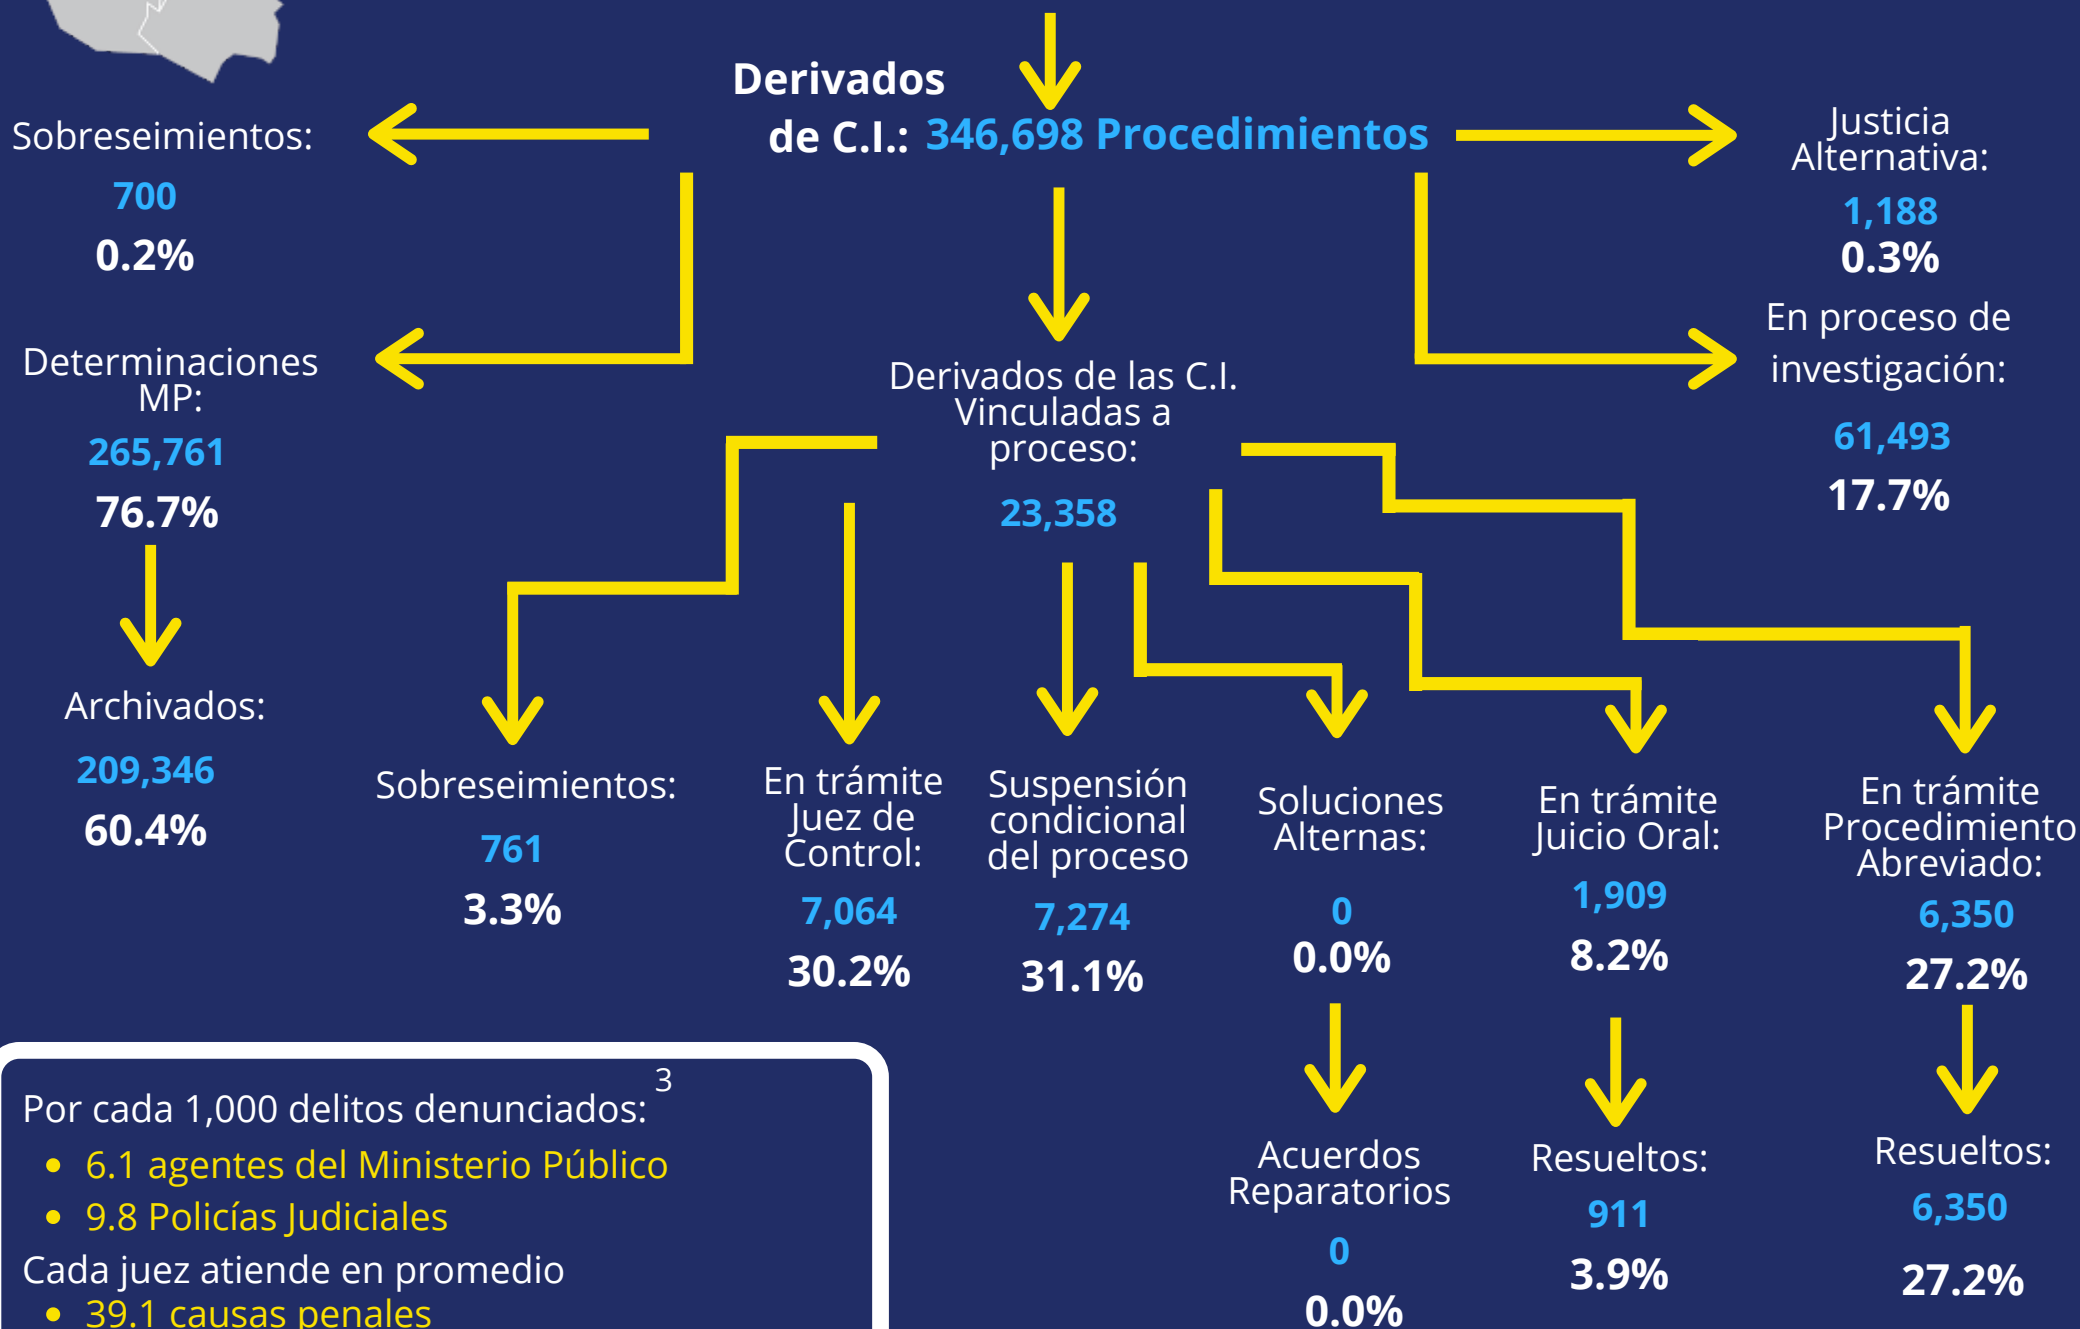 Derivados
de C.I.: 346,698 Procedimientos
Sobreseimientos:
700
0.2%
Justicia
Alternativa:
1,188
0.3%
Determinaciones
MP:
265,761
76.7%
Derivados de las C.I.
Vinculadas a
proceso:
23,358
En proceso de
investigación:
61,493
17.7%
Archivados:
209,346
60.4%
Sobreseimientos:
761
3.3%
En trámite
Juez de
Control:
7,064
30.2%
Suspensión
condicional
del proceso
7,274
31.1%
Soluciones
Alternas:
0
0.0%
En trámite
Juicio Oral:
1,909
8.2%
En trámite
Procedimiento
Abreviado:
6,350
27.2%
Acuerdos
Reparatorios
0
0.0%
Resueltos:
911
3.9%
Resueltos:
6,350
27.2%
Por cada 1,000 delitos denunciados: 3
• 6.1 agentes del Ministerio Público
• 9.8 Policías Judiciales
Cada juez atiende en promedio
• 39.1 causas penales